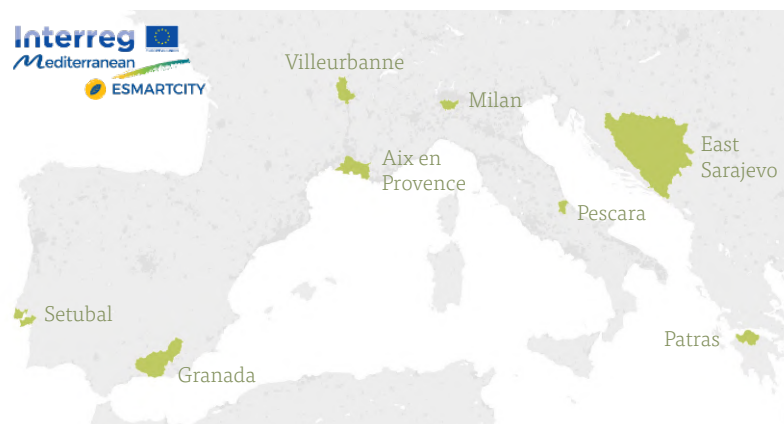 Interreg
Mediterranean
ESMARTCITY
Villeurbanne
Milan
East
Sarajevo
Aix en
Provence
Pescara
Setubal
Granada
Patras